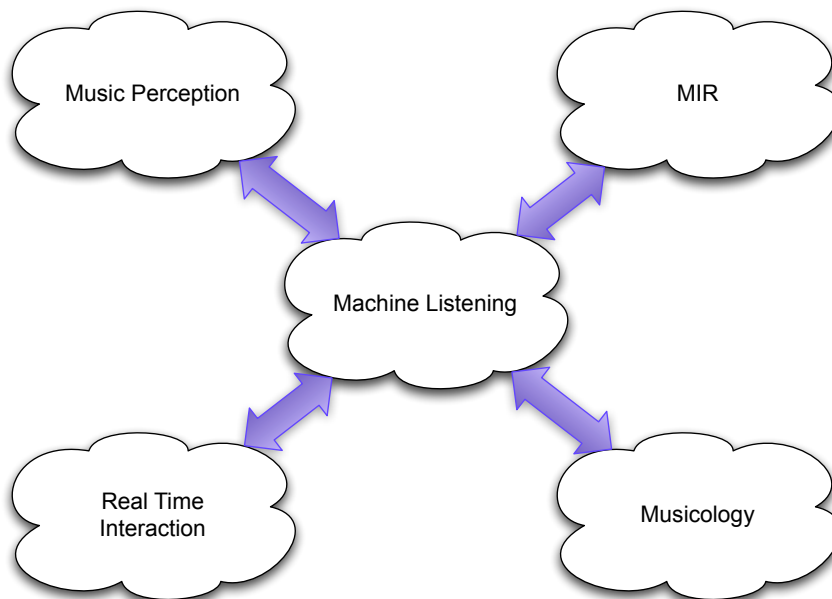 Music Perception
MIR
Machine Listening
Real Time
Interaction
Musicology